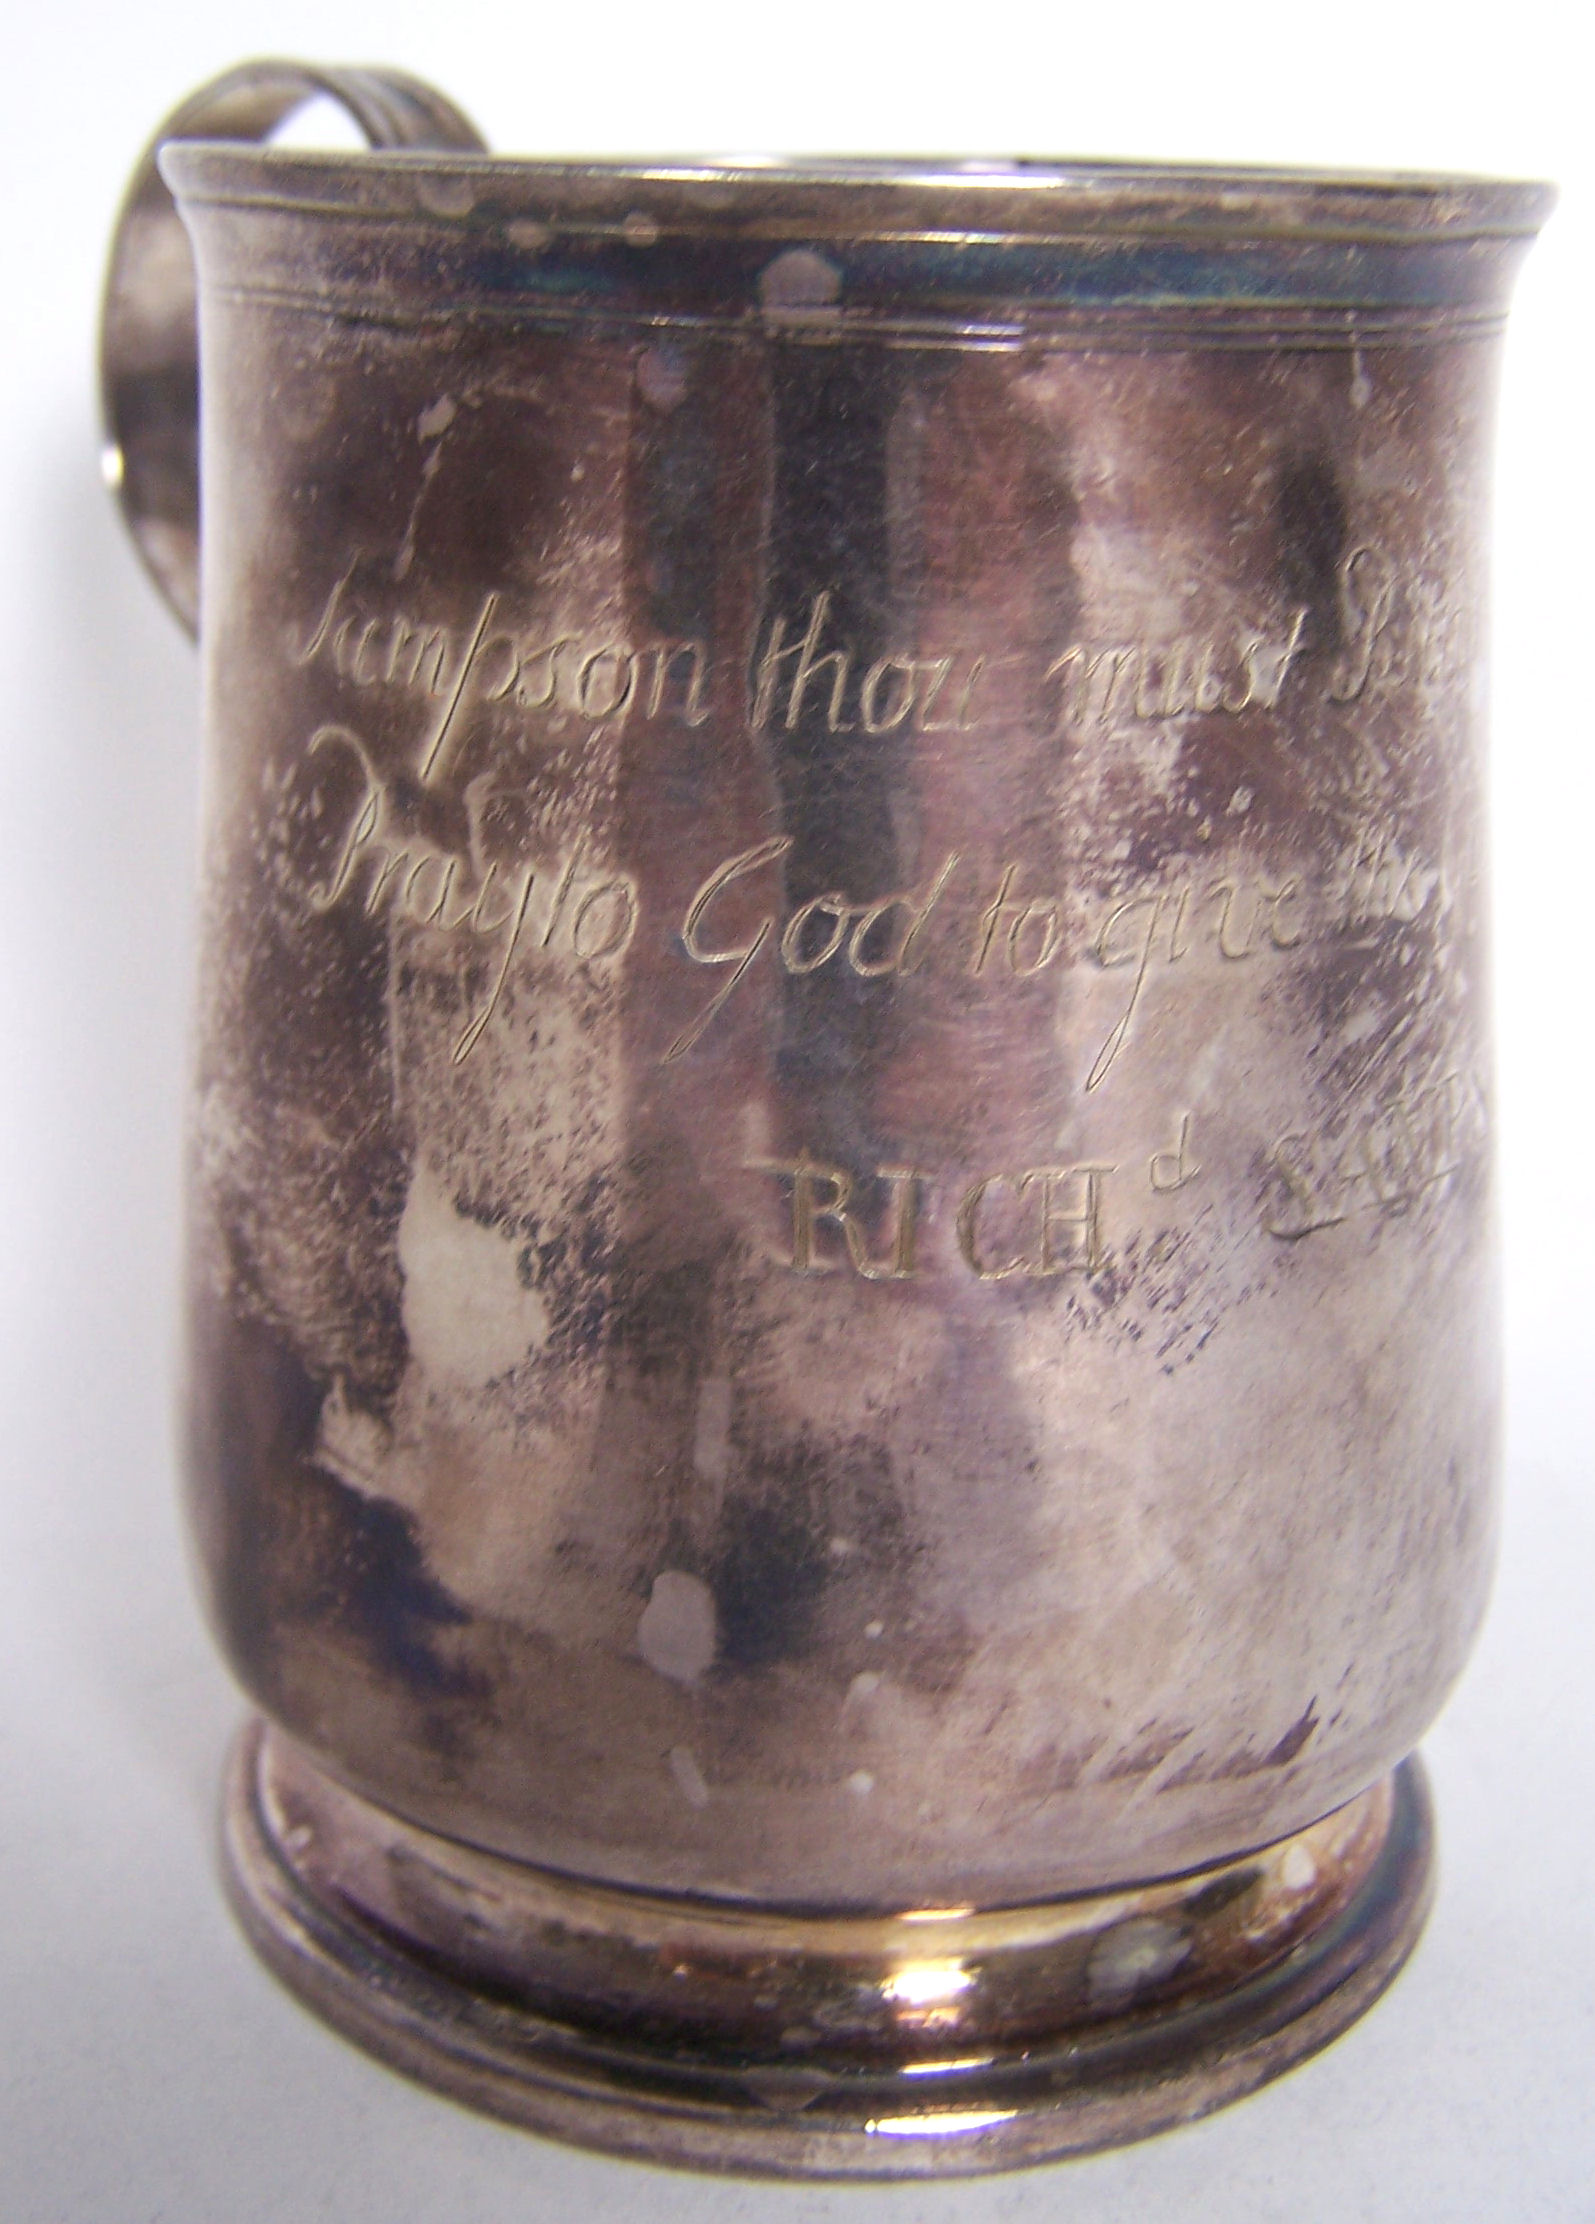 Sampson thou must
Pray to God to give
RICHᵈ